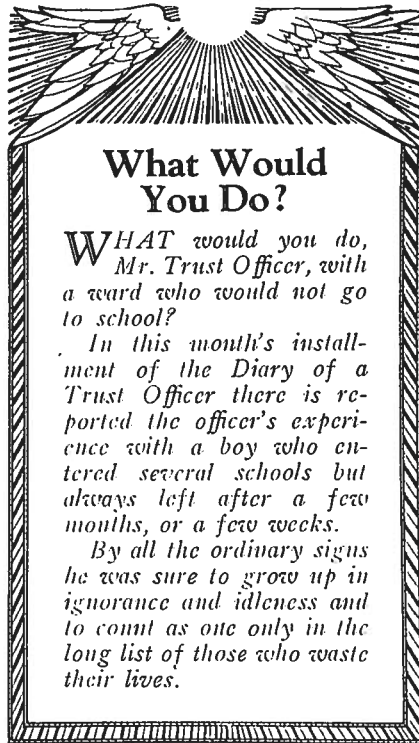 What Would
You Do?
WHAT would you do,
Mr. Trust Officer, with
a ward who would not go
to school?
In this month's install-
ment of the Diary of a
Trust Officer there is re-
ported the officer's experi-
ence with a boy who en-
tered several schools but
always left after a few
months, or a few weeks.
By all the ordinary signs
he was sure to grow up in
ignorance and idleness and
to count as one only in the
long list of those who waste
their lives.